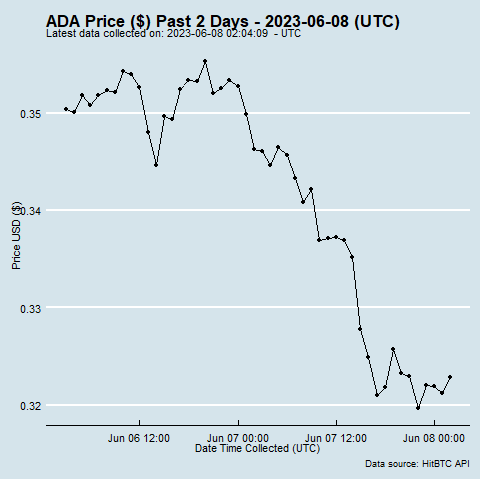 ADA Price ($) Past 2 Days - 2023-06-08 (UTC)
Latest data collected on: 2023-06-08 02:04:09 - UTC
0.35
0.34
0.33
0.32
Price USD ($)
Jun 06 12:00 Jun 07 00:00 Jun 07 12:00 Jun 08 00:00
Date Time Collected (UTC)
Data source: HitBTC API